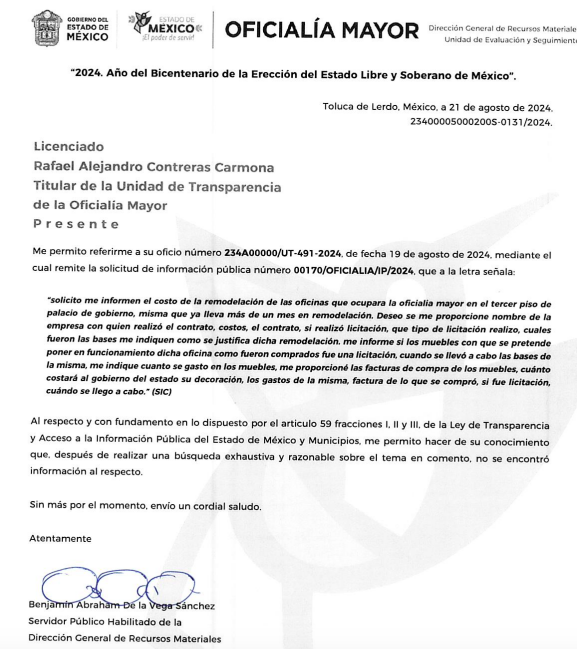 GOBIERNO DEL
ESTADO DE
MÉXICO
ESTADO DE
MÉXICO
¡El poder de servir!
OFICIALÍA MAYOR
Dirección General de Recursos Materiale
Unidad de Evaluación y Seguimient
"2024. Año del Bicentenario de la Erección del Estado Libre y Soberano de México".
Toluca de Lerdo, México, a 21 de agosto de 2024.
23400005000200S-0131/2024.
Licenciado
Rafael Alejandro Contreras Carmona
Titular de la Unidad de Transparencia
de la Oficialía Mayor
P r e s e n t e
Me permito referirme a su oficio número 234A00000/UT-491-2024, de fecha 19 de agosto de 2024, mediante el
cual remite la solicitud de información pública número 00170/OFICIALIA/IP/2024, que a la letra señala:
"solicito me informen el costo de la remodelación de las oficinas que ocupara la oficialia mayor en el tercer piso de
palacio de gobierno, misma que ya lleva más de un mes en remodelación. Deseo se me proporcione nombre de la
empresa con quien realizó el contrato, costos, el contrato, si realizó licitación, que tipo de licitación realizo, cuales
fueron las bases me indiquen como se justifica dicha remodelación. me informe si los muebles con que se pretende
poner en funcionamiento dicha oficina como fueron comprados fue una licitación, cuando se llevó a cabo las bases de
la misma, me indique cuanto se gasto en los muebles, me proporcioné las facturas de compra de los muebles, cuánto
costará al gobierno del estado su decoración, los gastos de la misma, factura de lo que se compró, si fue licitación,
cuándo se llego a cabo." (SIC)
Al respecto y con fundamento en lo dispuesto por el articulo 59 fracciones I, II y III, de la Ley de Transparencia
y Acceso a la Información Pública del Estado de México y Municipios, me permito hacer de su conocimiento
que, después de realizar una búsqueda exhaustiva y razonable sobre el tema en comento, no se encontró
información al respecto.
Sin más por el momento, envío un cordial saludo.
Atentamente
Benjamín Abraham De la Vega Sánchez
Servidor Público Habilitado de la
Dirección General de Recursos Materiales